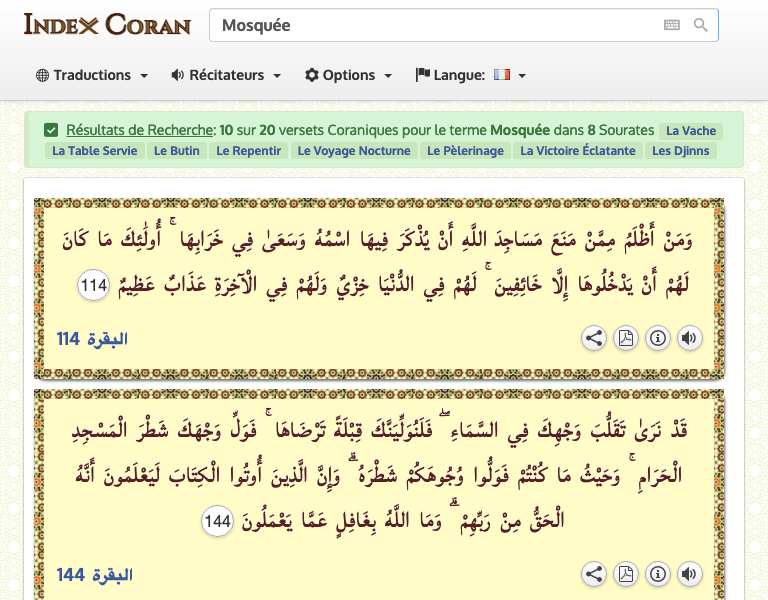 INDEX CORAN
Mosquée
Traductions Récitateurs Options Langue:
Résultats de Recherche: 10 sur 20 versets Coraniques pour le terme Mosquée dans 8 Sourates La Vache
La Table Servie Le Butin Le Repentir Le Voyage Nocturne Le Pèlerinage La Victoire Éclatante Les Djinns
وَمَنْ أَظْلَمُ مِمَّنْ مَنَعَ مَسَاجِدَ اللَّهِ أَنْ يُذْكَرَ فِيهَا اسْمُهُ وَسَعَىٰ فِي خَرَابِهَا ۚ أُولَٰئِكَ مَا كَانَ
لَهُمْ أَنْ يَدْخُلُوهَا إِلَّا خَائِفِينَ ۚ لَهُمْ فِي الدُّنْيَا خِزْيٌ وَلَهُمْ فِي الْآخِرَةِ عَذَابٌ عَظِيمٌ 114
البقرة 114
قَدْ نَرَىٰ تَقَلُّبَ وَجْهِكَ فِي السَّمَاءِ ۖ فَلَنُوَلِّيَنَّكَ قِبْلَةً تَرْضَاهَا ۚ فَوَلِّ وَجْهَكَ شَطْرَ الْمَسْجِدِ
الْحَرَامِ ۚ وَحَيْثُ مَا كُنْتُمْ فَوَلُّوا وُجُوهَكُمْ شَطْرَهُ ۗ وَإِنَّ الَّذِينَ أُوتُوا الْكِتَابَ لَيَعْلَمُونَ أَنَّهُ
الْحَقُّ مِنْ رَبِّهِمْ ۗ وَمَا اللَّهُ بِغَافِلٍ عَمَّا يَعْمَلُونَ 144
البقرة 144